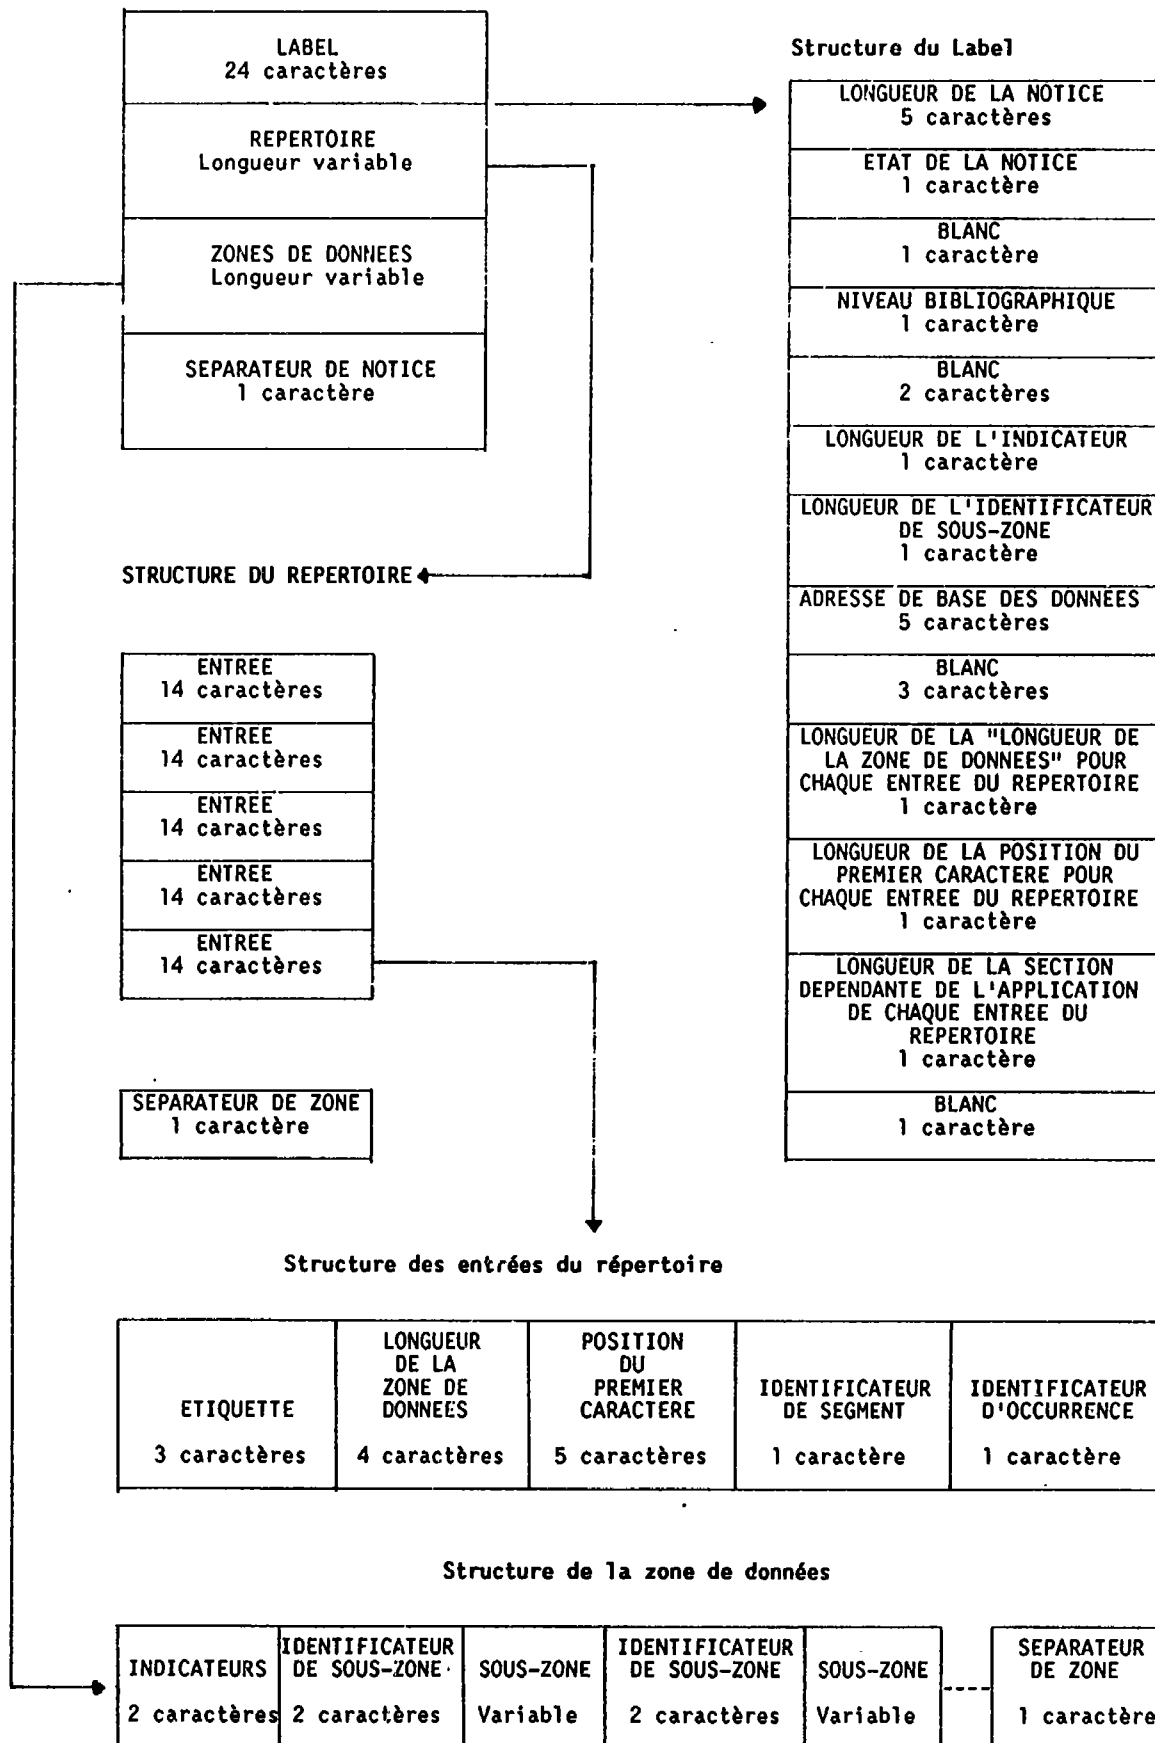 LABEL
24 caractères
REPERTOIRE
Longueur variable
ZONES DE DONNEES
Longueur variable
SEPARATEUR DE NOTICE
1 caractère
Structure du Label
LONGUEUR DE LA NOTICE
5 caractères
ETAT DE LA NOTICE
1 caractère
BLANC
1 caractère
NIVEAU BIBLIOGRAPHIQUE
1 caractère
BLANC
2 caractères
LONGUEUR DE L'INDICATEUR
1 caractère
LONGUEUR DE L'IDENTIFICATEUR
DE SOUS-ZONE
1 caractère
ADRESSE DE BASE DES DONNEES
5 caractères
BLANC
3 caractères
LONGUEUR DE LA "LONGUEUR DE
LA ZONE DE DONNEES" POUR
CHAQUE ENTREE DU REPERTOIRE
1 caractère
LONGUEUR DE LA POSITION DU
PREMIER CARACTERE POUR
CHAQUE ENTREE DU REPERTOIRE
1 caractère
LONGUEUR DE LA SECTION
DEPENDANTE DE L'APPLICATION
DE CHAQUE ENTREE DU
REPERTOIRE
1 caractère
BLANC
1 caractère
STRUCTURE DU REPERTOIRE
ENTREE
14 caractères
ENTREE
14 caractères
ENTREE
14 caractères
ENTREE
14 caractères
ENTREE
14 caractères
SEPARATEUR DE ZONE
1 caractère
Structure des entrées du répertoire
ETIQUETTE
3 caractères
LONGUEUR
DE LA
ZONE DE
DONNEES
4 caractères
POSITION
DU
PREMIER
CARACTERE
5 caractères
IDENTIFICATEUR
DE SEGMENT
1 caractère
IDENTIFICATEUR
D'OCCURRENCE
1 caractère
Structure de la zone de données
INDICATEURS
2 caractères
IDENTIFICATEUR
DE SOUS-ZONE
2 caractères
SOUS-ZONE
Variable
IDENTIFICATEUR
DE SOUS-ZONE
2 caractères
SOUS-ZONE
Variable
SEPARATEUR
DE ZONE
1 caractère